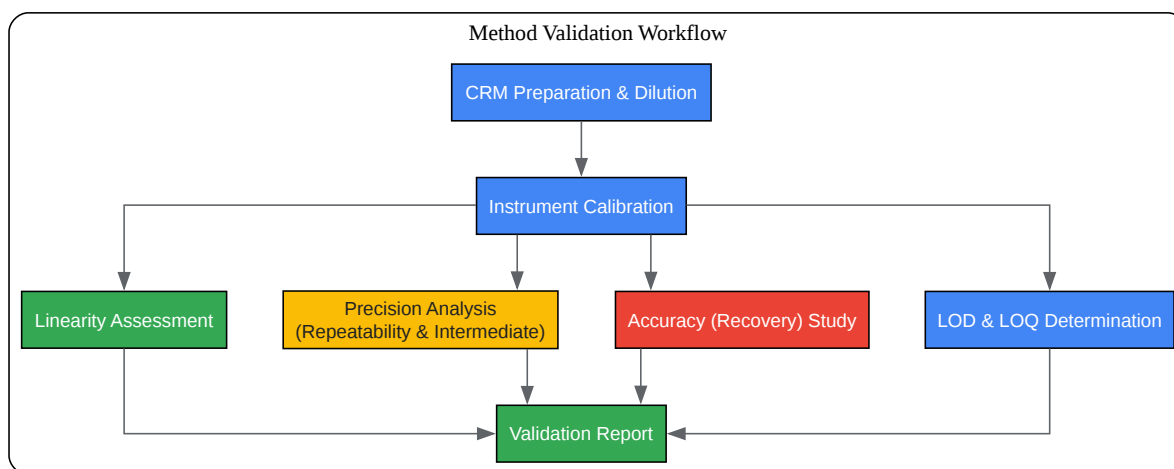 Method Validation Workflow
CRM Preparation & Dilution
Instrument Calibration
Linearity Assessment
Precision Analysis
(Repeatability & Intermediate)
Accuracy (Recovery) Study
LOD & LOQ Determination
Validation Report